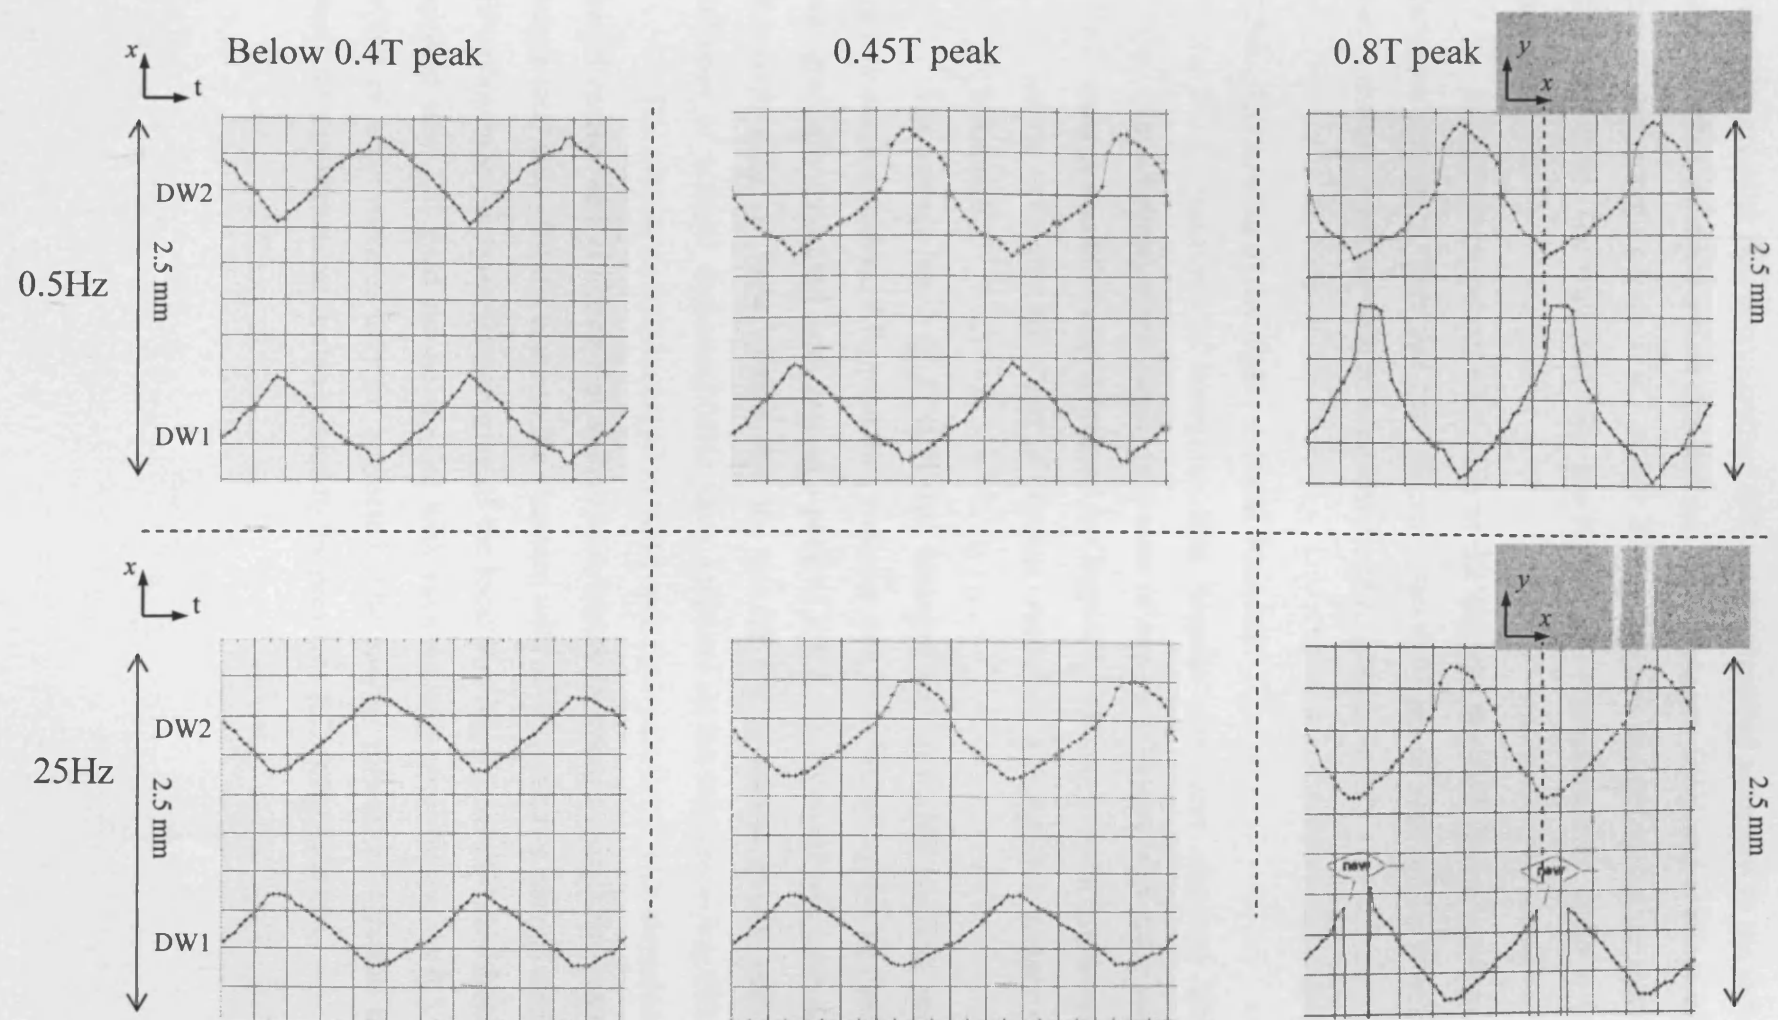 Below 0.4T peak
0.45T peak
0.8T peak
x
t
y
x
DW2
0.5Hz
2.5 mm
2.5 mm
DW1
x
t
y
x
DW2
25Hz
2.5 mm
2.5 mm
new
new
DW1